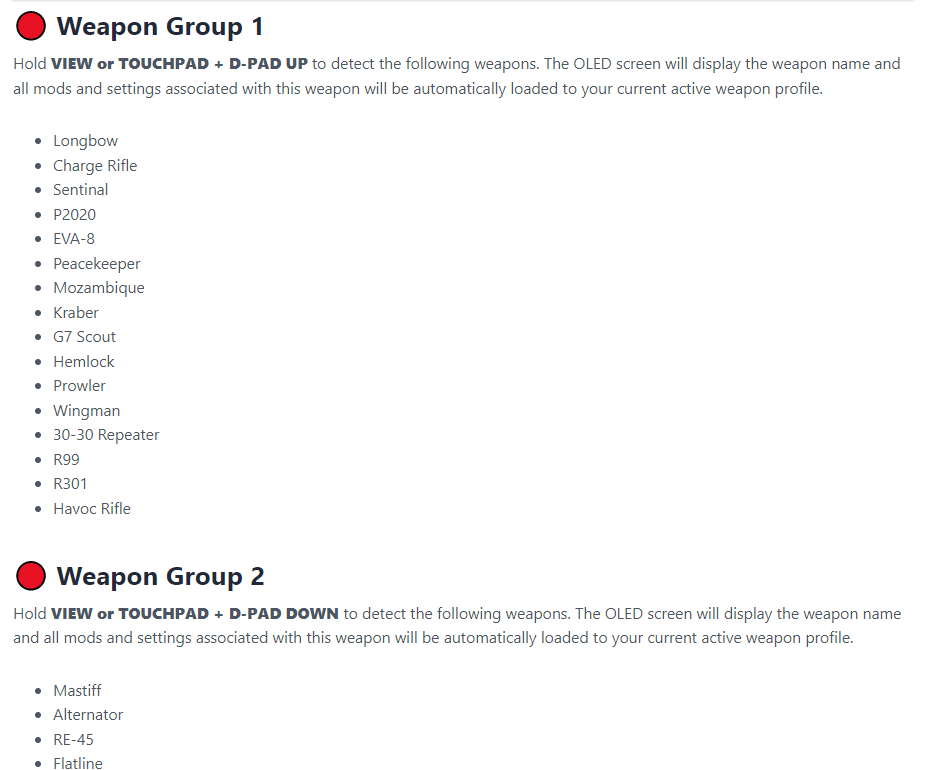 Weapon Group 1
Hold VIEW or TOUCHPAD + D-PAD UP to detect the following weapons. The OLED screen will display the weapon name and
all mods and settings associated with this weapon will be automatically loaded to your current active weapon profile.
Longbow
Charge Rifle
Sentinal
P2020
EVA-8
Peacekeeper
Mozambique
Kraber
G7 Scout
Hemlock
Prowler
Wingman
30-30 Repeater
R99
R301
Havoc Rifle
Weapon Group 2
Hold VIEW or TOUCHPAD + D-PAD DOWN to detect the following weapons. The OLED screen will display the weapon name
and all mods and settings associated with this weapon will be automatically loaded to your current active weapon profile.
Mastiff
Alternator
RE-45
Flatline